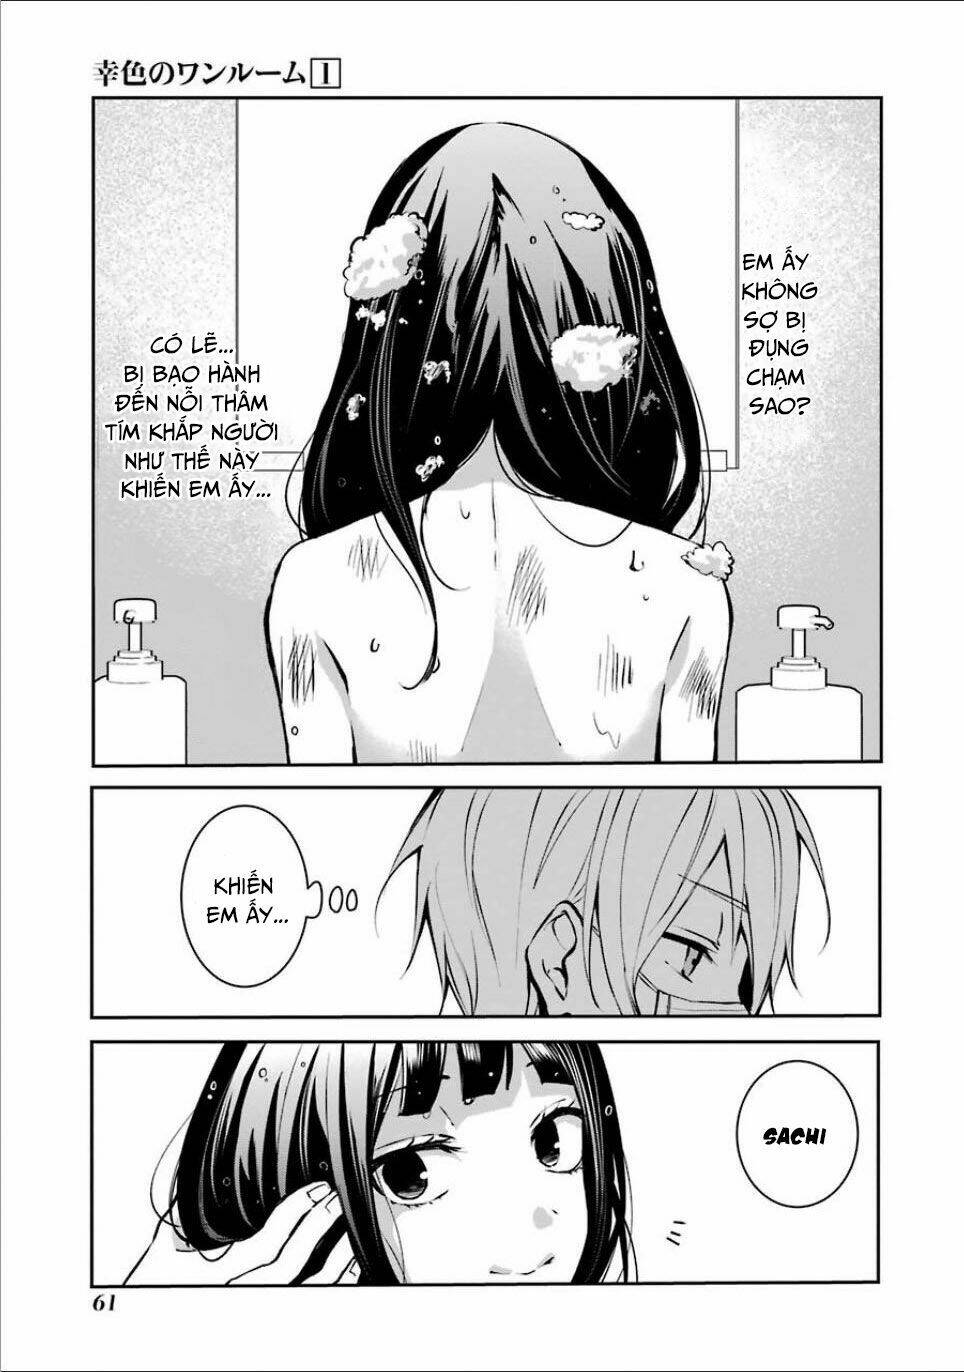 幸色のワンルーム1
EM ẤY
KHÔNG
SỢ BỊ
ĐỤNG
CHẠM
SAO?
CÓ LẼ...
BỊ BẠO HÀNH
ĐẾN NỖI THÂM
TÍM KHẮP NGƯỜI
NHƯ THẾ NÀY
KHIẾN EM ẤY...
KHIẾN
EM ẤY...
SACHI
61